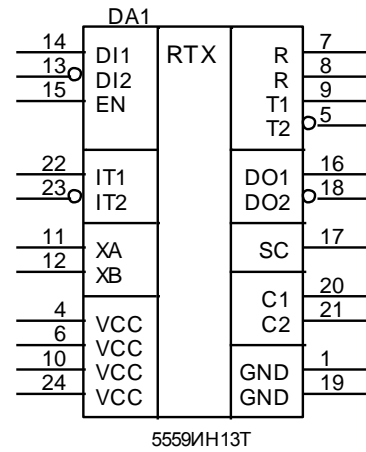 DA1
14 DI1 RTX R 7
13 DI2 R 8
15 EN T1 9
T2 5
22 IT1 DO1 16
23 IT2 DO2 18
11 XA SC 17
12 XB
C1 20
4 VCC C2 21
6 VCC
10 VCC GND 1
24 VCC GND 19
5559ИН13Т